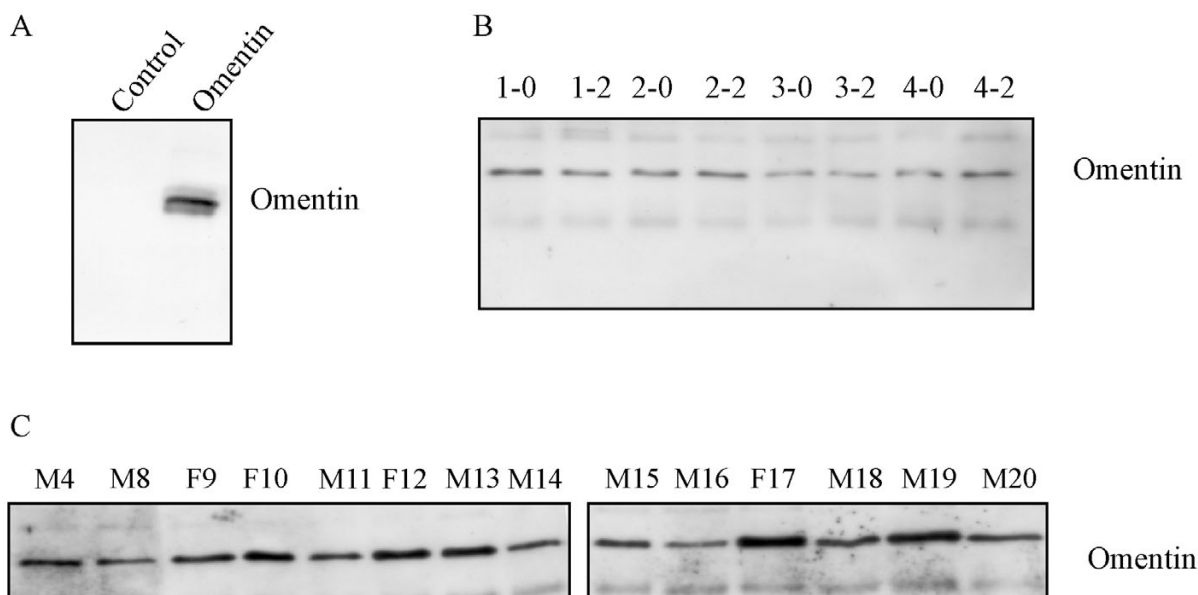 A
Control Omentin
Omentin
B
1-0 1-2 2-0 2-2 3-0 3-2 4-0 4-2
Omentin
C
M4 M8 F9 F10 M11 F12 M13 M14 M15 M16 F17 M18 M19 M20
Omentin